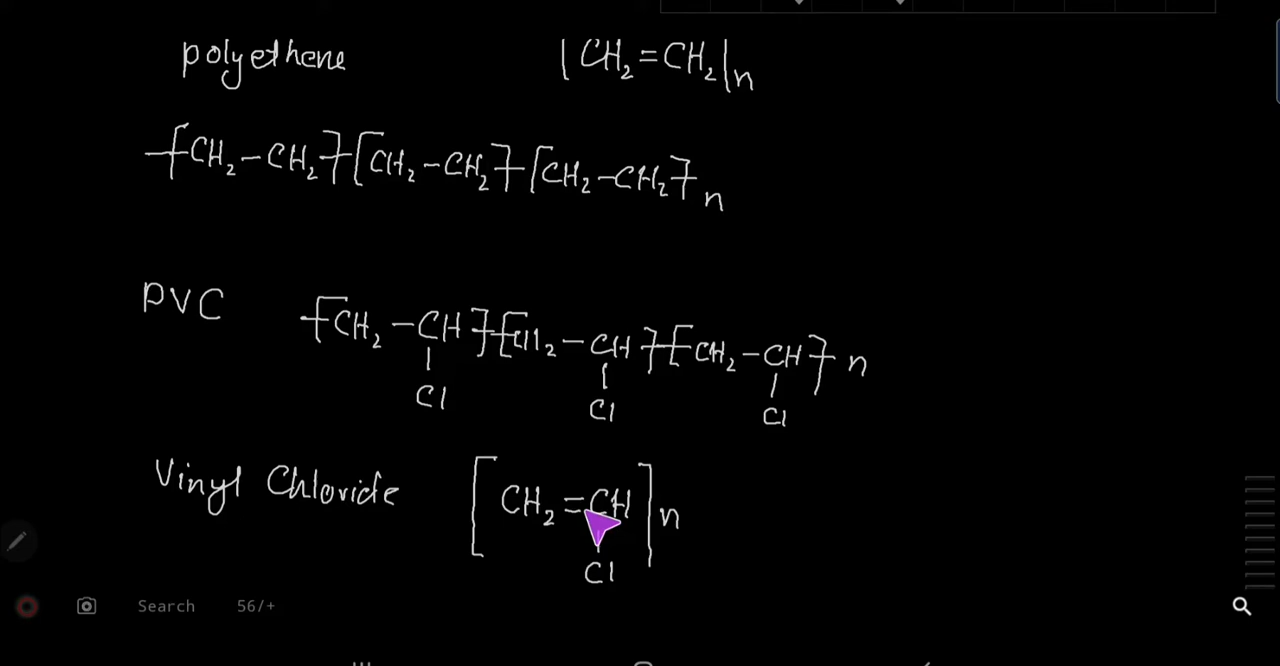 polyethene |CH₂=CH₂|n
-[CH₂-CH₂]-[CH₂-CH₂]-[CH₂-CH₂]-n
PVC -[CH₂-CH]-[CH₂-CH]-[CH₂-CH]-n
Cl Cl Cl
Vinyl Chloride [CH₂=CH]n
Cl
Search 56/+